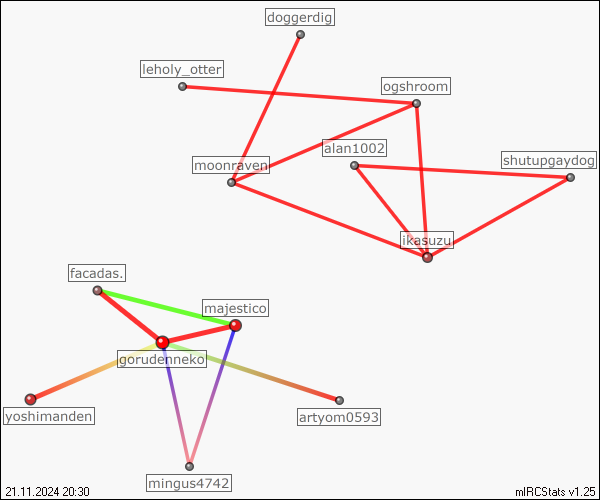 doggerdig
leholy_otter
ogshroom
alan1002
shutupgaydog
moonraven
ikasuzu
facadas.
majestico
gorudenneko
yoshimanden
artyom0593
mingus4742
21.11.2024 20:30
mIRCStats v1.25